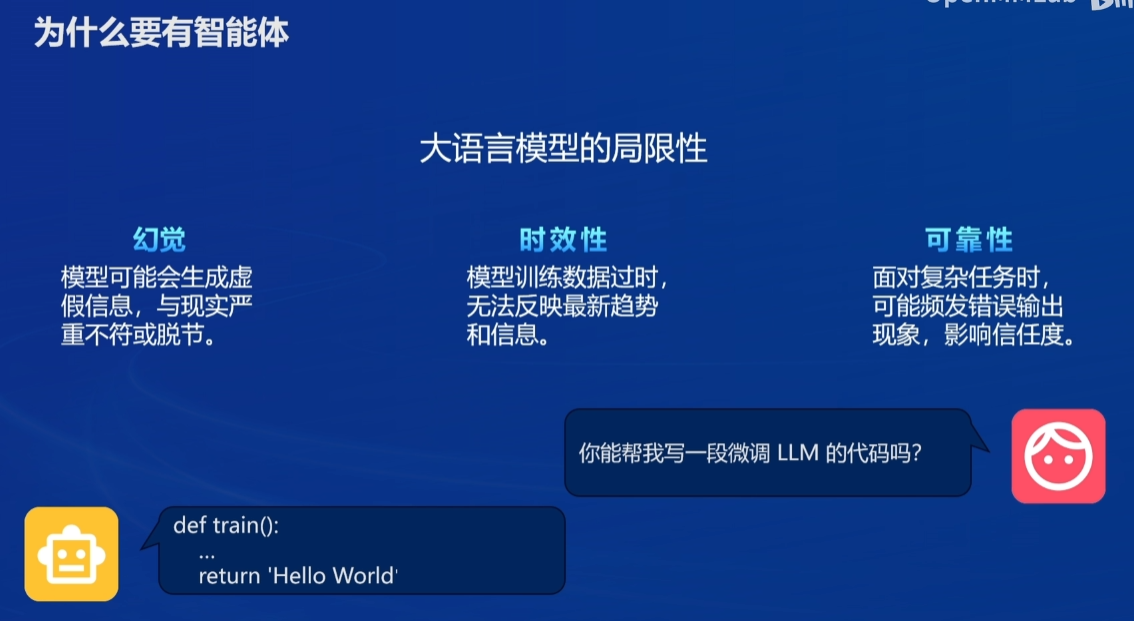 为什么要有智能体
大语言模型的局限性
幻觉
模型可能会生成虚
假信息，与现实严
重不符或脱节。
时效性
模型训练数据过时，
无法反映最新趋势
和信息。
可靠性
面对复杂任务时，
可能频发错误输出
现象，影响信任度。
你能帮我写一段微调 LLM 的代码吗？
def train():
...
return 'Hello World'